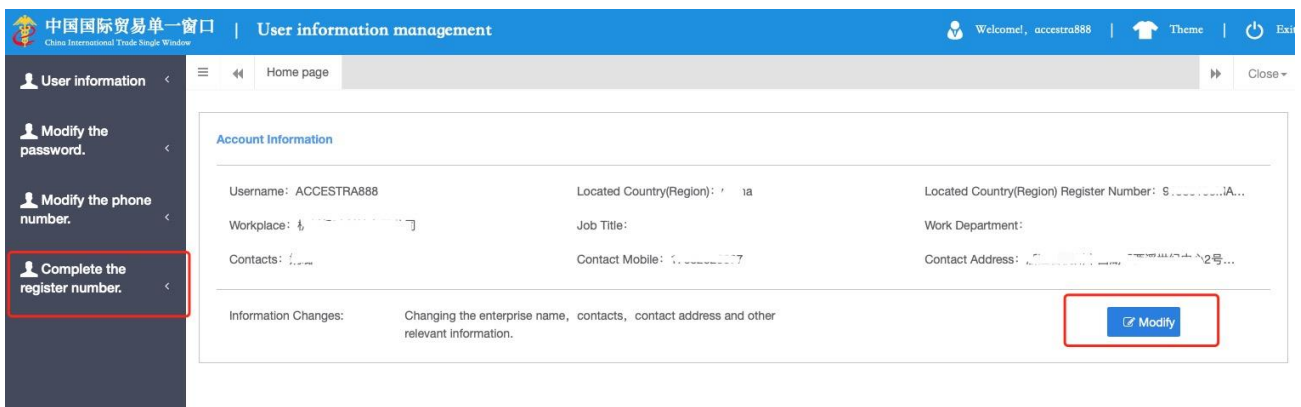 中国国际贸易单一窗口 | User information management
China International Trade Single Window
Welcome!, accestra888 | Theme | Exit
User information
Home page
Close
Modify the
password.
Modify the phone
number.
Complete the
register number.
Account Information
Username: ACCESTRA888
Located Country(Region):
Located Country(Region) Register Number:
Workplace:
Job Title:
Work Department:
Contacts:
Contact Mobile:
Contact Address: 2号...
Information Changes:
Changing the enterprise name, contacts, contact address and other
relevant information.
Modify